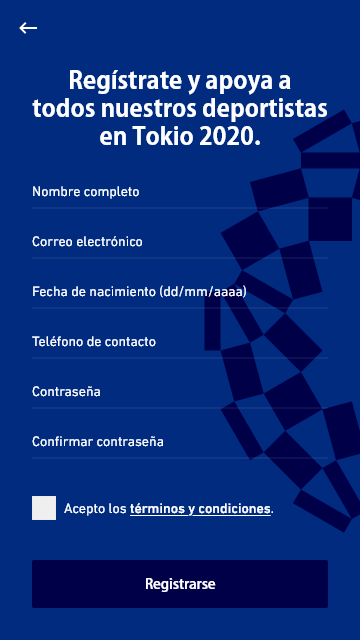 Regístrate y apoya a
todos nuestros deportistas
en Tokio 2020.
Nombre completo
Correo electrónico
Fecha de nacimiento (dd/mm/aaaa)
Teléfono de contacto
Contraseña
Confirmar contraseña
Acepto los términos y condiciones.
Registrarse